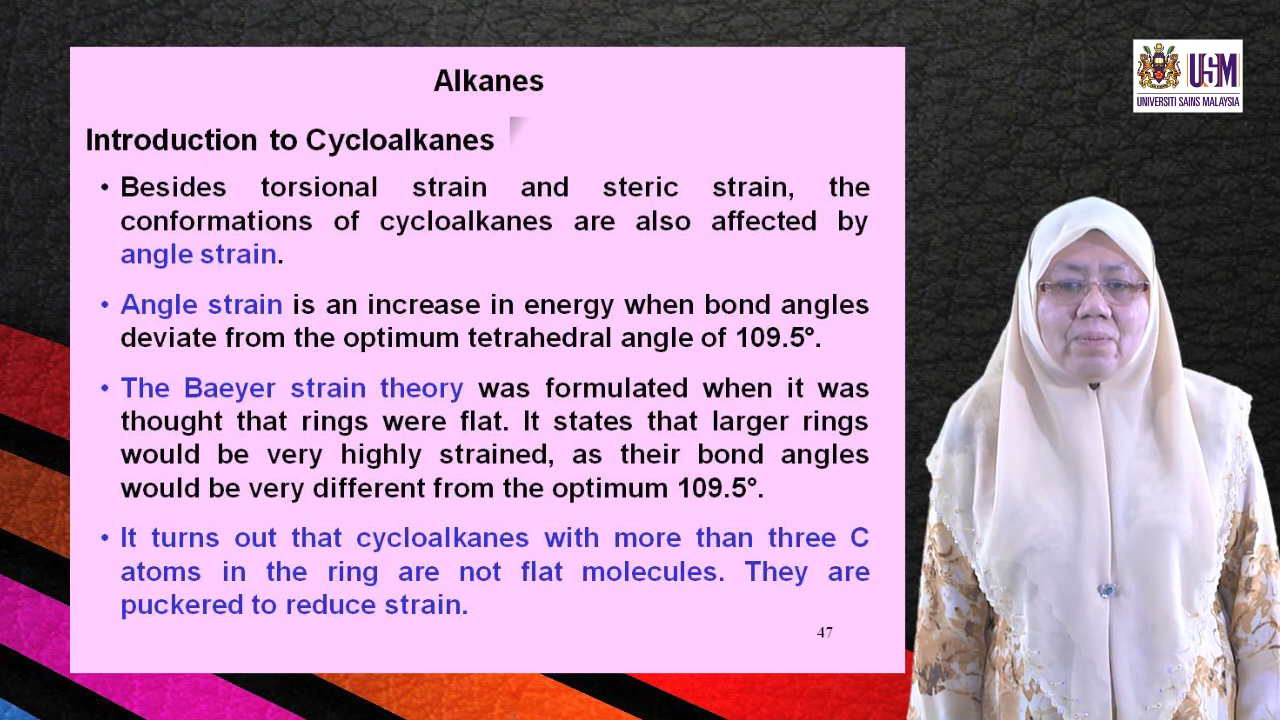 USM
UNIVERSITI SAINS MALAYSIA
Alkanes
Introduction to Cycloalkanes
• Besides torsional strain and steric strain, the
conformations of cycloalkanes are also affected by
angle strain.
• Angle strain is an increase in energy when bond angles
deviate from the optimum tetrahedral angle of 109.5°.
• The Baeyer strain theory was formulated when it was
thought that rings were flat. It states that larger rings
would be very highly strained, as their bond angles
would be very different from the optimum 109.5°.
• It turns out that cycloalkanes with more than three C
atoms in the ring are not flat molecules. They are
puckered to reduce strain.
47